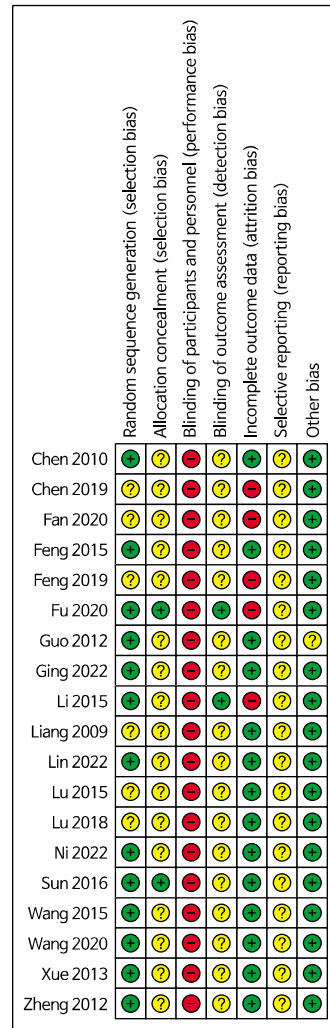 Random sequence generation (selection bias)
Allocation concealment (selection bias)
Blinding of participants and personnel (performance bias)
Blinding of outcome assessment (detection bias)
Incomplete outcome data (attrition bias)
Selective reporting (reporting bias)
Other bias
Chen 2010 + ? - ? + ? +
Chen 2019 ? ? - ? - ? +
Fan 2020 ? ? - ? - ? +
Feng 2015 + ? - ? + ? +
Feng 2019 ? ? - ? - ? +
Fu 2020 + + - + - ? +
Guo 2012 + ? - ? + ? ?
Ging 2022 + ? - ? + ? +
Li 2015 + ? - + - ? +
Liang 2009 ? ? - ? + ? +
Lin 2022 + ? - ? + ? +
Lu 2015 ? ? - ? + ? +
Lu 2018 ? ? - ? + ? +
Ni 2022 + ? - ? + ? +
Sun 2016 + + - ? + ? +
Wang 2015 + ? - ? + ? +
Wang 2020 + ? - ? + ? +
Xue 2013 + ? - ? + ? +
Zheng 2012 + ? - ? + ? +